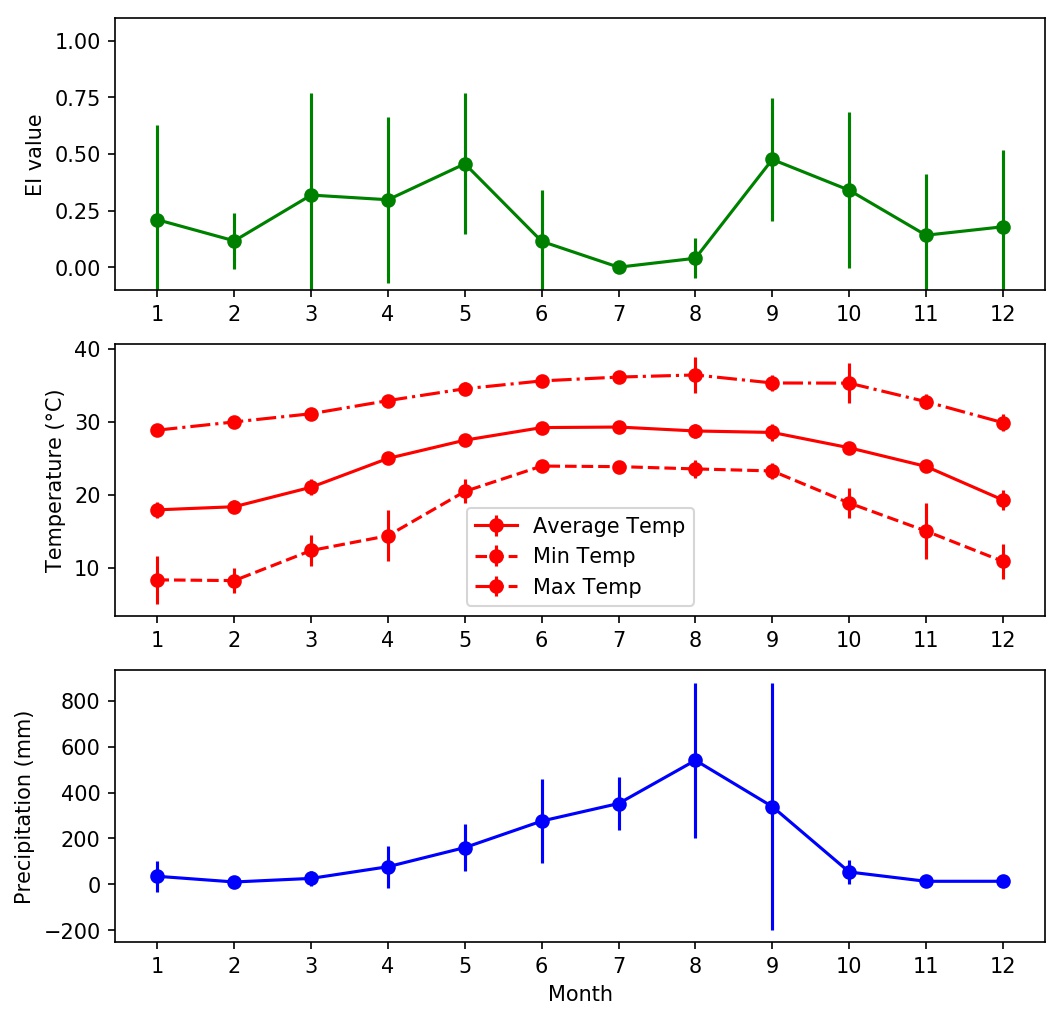 EI value
1.00
0.75
0.50
0.25
0.00
1 2 3 4 5 6 7 8 9 10 11 12
Temperature (°C)
40
30
20
10
Average Temp
Min Temp
Max Temp
1 2 3 4 5 6 7 8 9 10 11 12
Precipitation (mm)
800
600
400
200
0
−200
1 2 3 4 5 6 7 8 9 10 11 12
Month